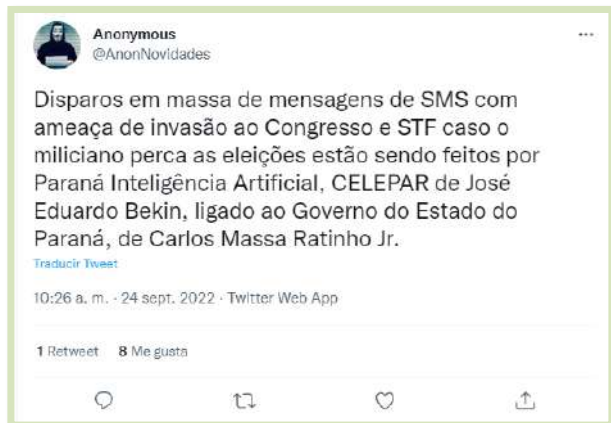 Anonymous
@AnonNovidades
Disparos em massa de mensagens de SMS com
ameaça de invasão ao Congresso e STF caso o
miliciano perca as eleições estão sendo feitos por
Paraná Inteligência Artificial, CELEPAR de José
Eduardo Bekin, ligado ao Governo do Estado do
Paraná, de Carlos Massa Ratinho Jr.
Traducir Tweet
10:26 a. m. · 24 sept. 2022 · Twitter Web App
1 Retweet 8 Me gusta